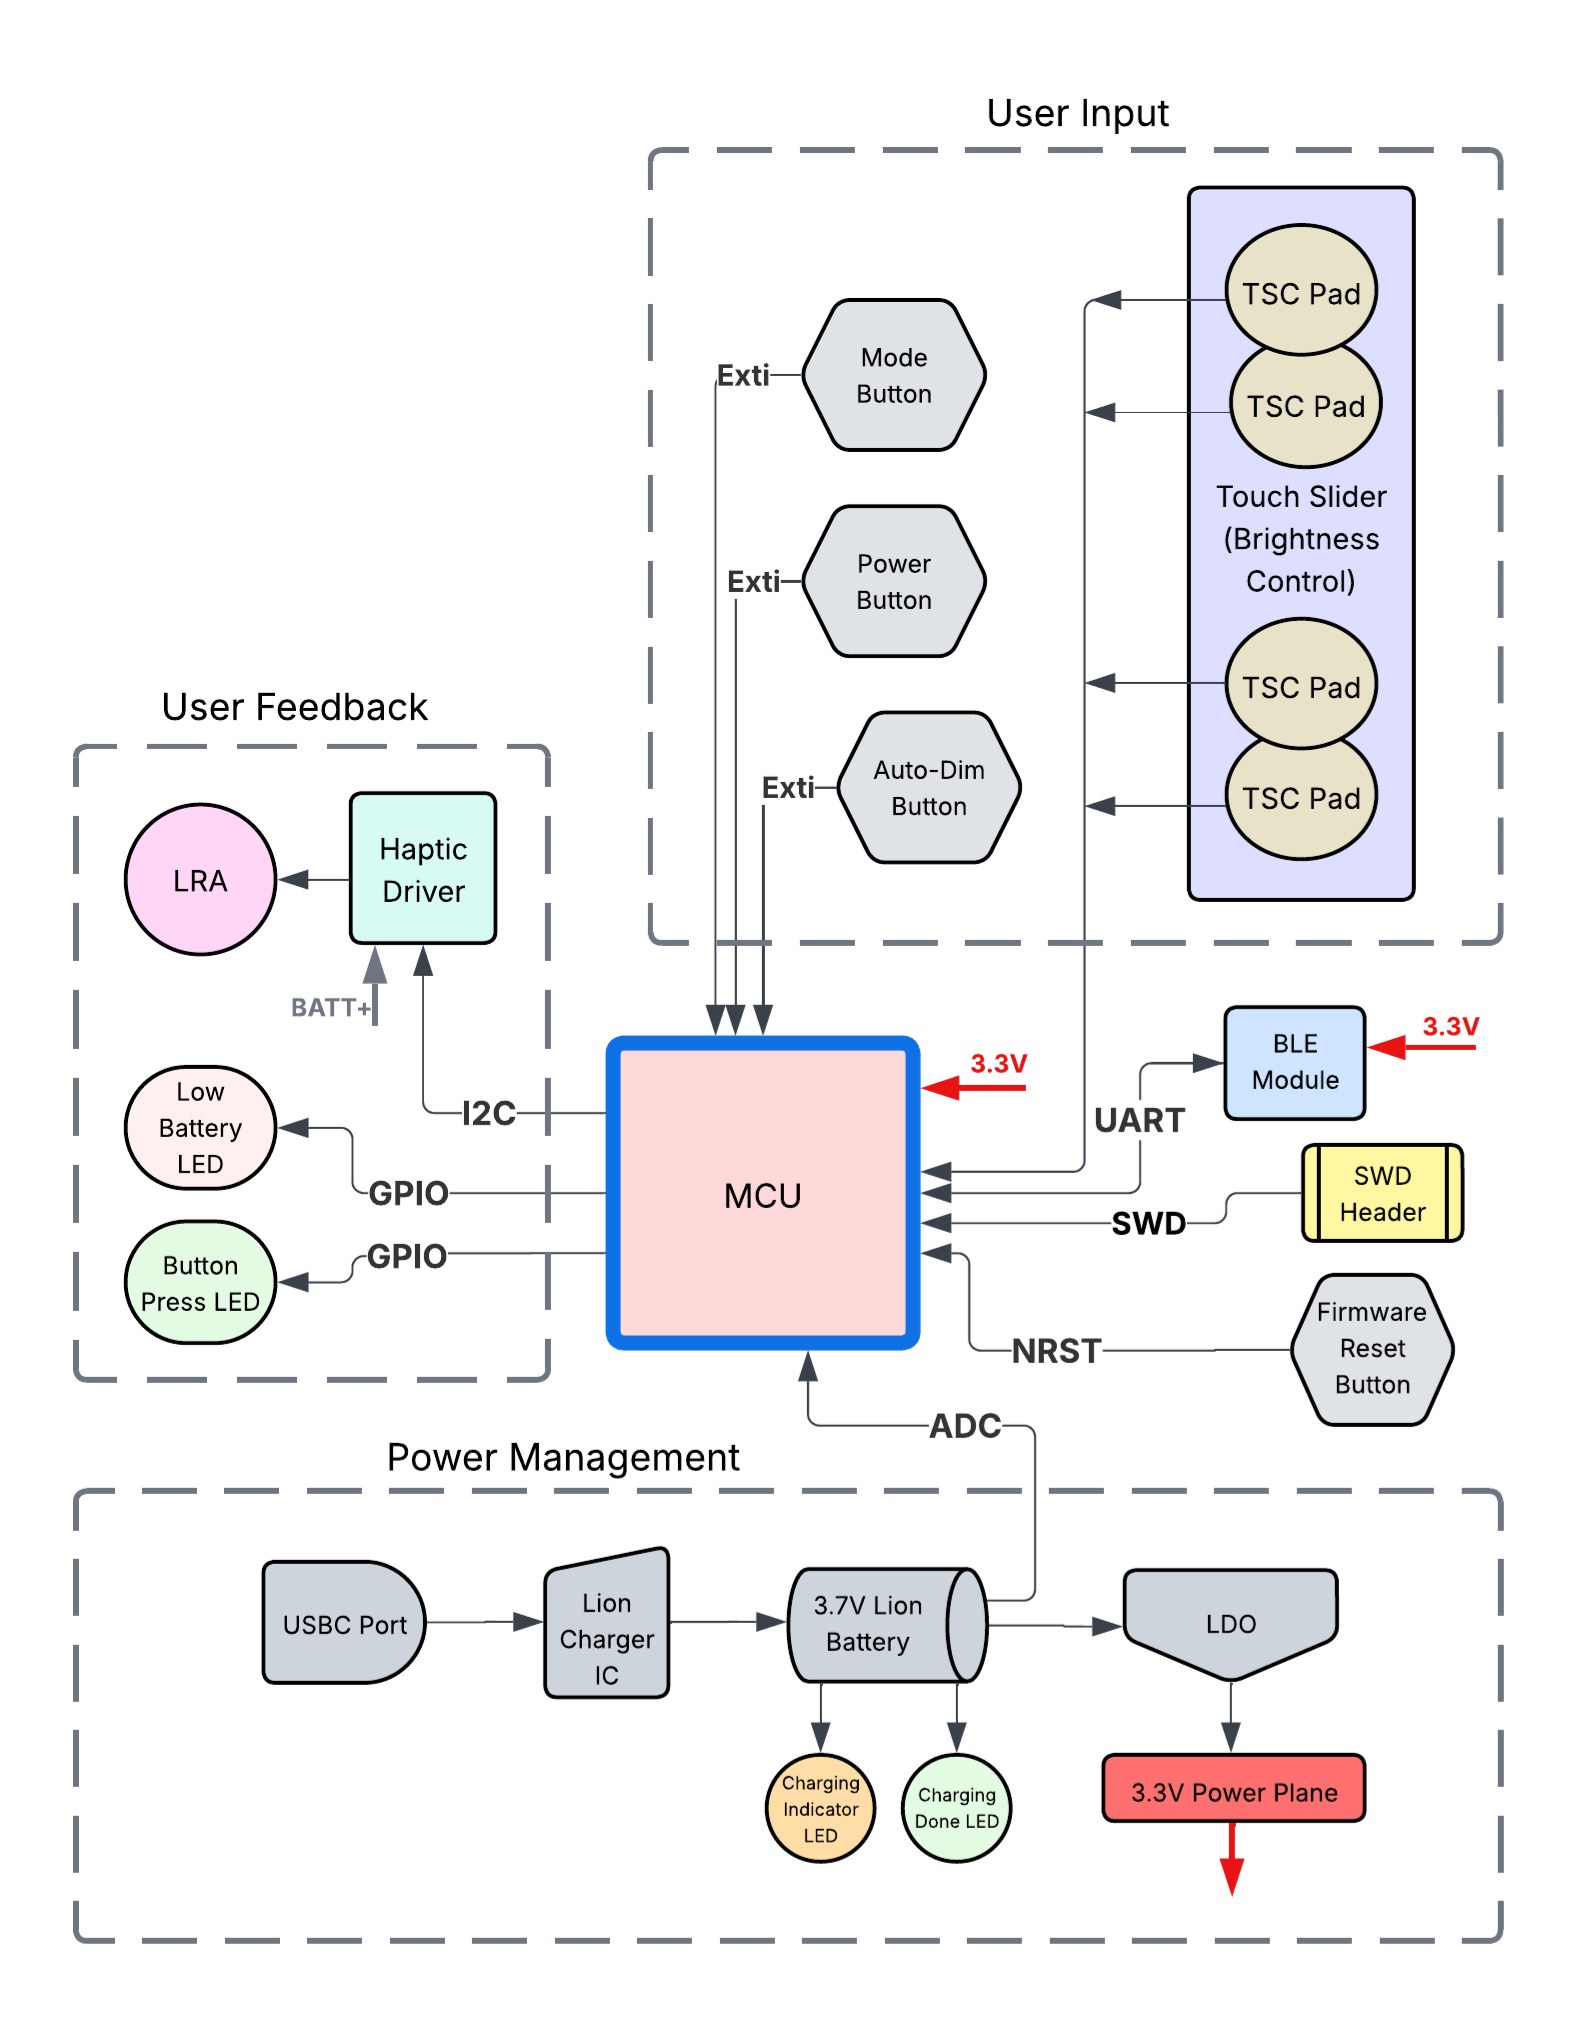 User Input
TSC Pad
TSC Pad
Touch Slider
(Brightness
Control)
TSC Pad
TSC Pad
Exti
Mode
Button
Exti
Power
Button
Exti
Auto-Dim
Button
User Feedback
LRA
Haptic
Driver
BATT+
I2C
Low
Battery
LED
GPIO
Button
Press LED
GPIO
MCU
3.3V
BLE
Module
3.3V
UART
SWD
Header
SWD
Firmware
Reset
Button
NRST
ADC
Power Management
USBC Port
Lion
Charger
IC
3.7V Lion
Battery
LDO
Charging
Indicator
LED
Charging
Done LED
3.3V Power Plane